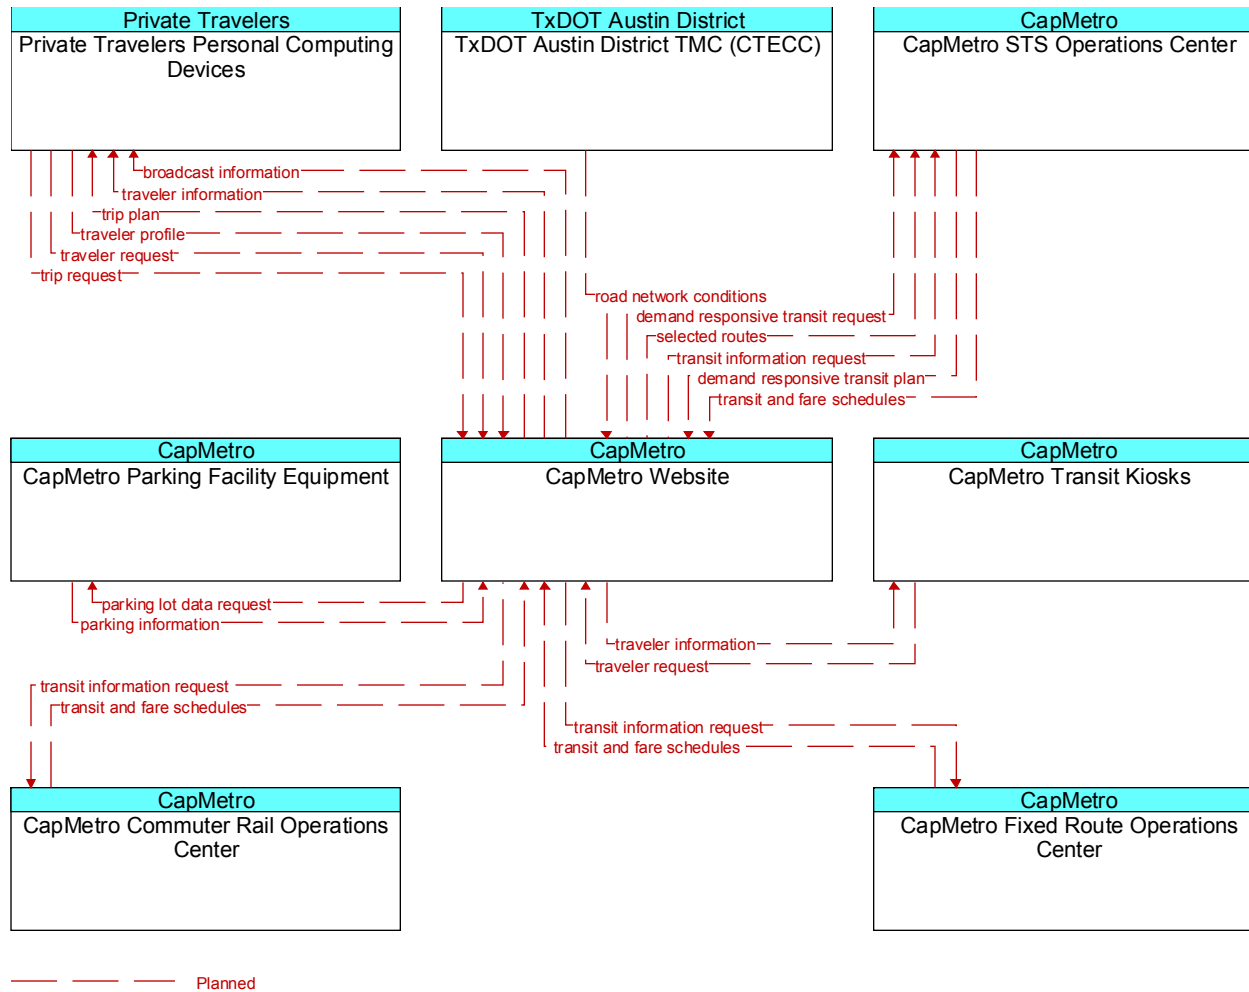 Private Travelers
Private Travelers Personal Computing
Devices
TxDOT Austin District
TxDOT Austin District TMC (CTECC)
CapMetro
CapMetro STS Operations Center
broadcast information
traveler information
trip plan
traveler profile
traveler request
trip request
road network conditions
demand responsive transit request
selected routes
transit information request
demand responsive transit plan
transit and fare schedules
CapMetro
CapMetro Parking Facility Equipment
CapMetro
CapMetro Website
CapMetro
CapMetro Transit Kiosks
parking lot data request
parking information
traveler information
traveler request
transit information request
transit and fare schedules
transit information request
transit and fare schedules
CapMetro
CapMetro Commuter Rail Operations
Center
CapMetro
CapMetro Fixed Route Operations
Center
Planned